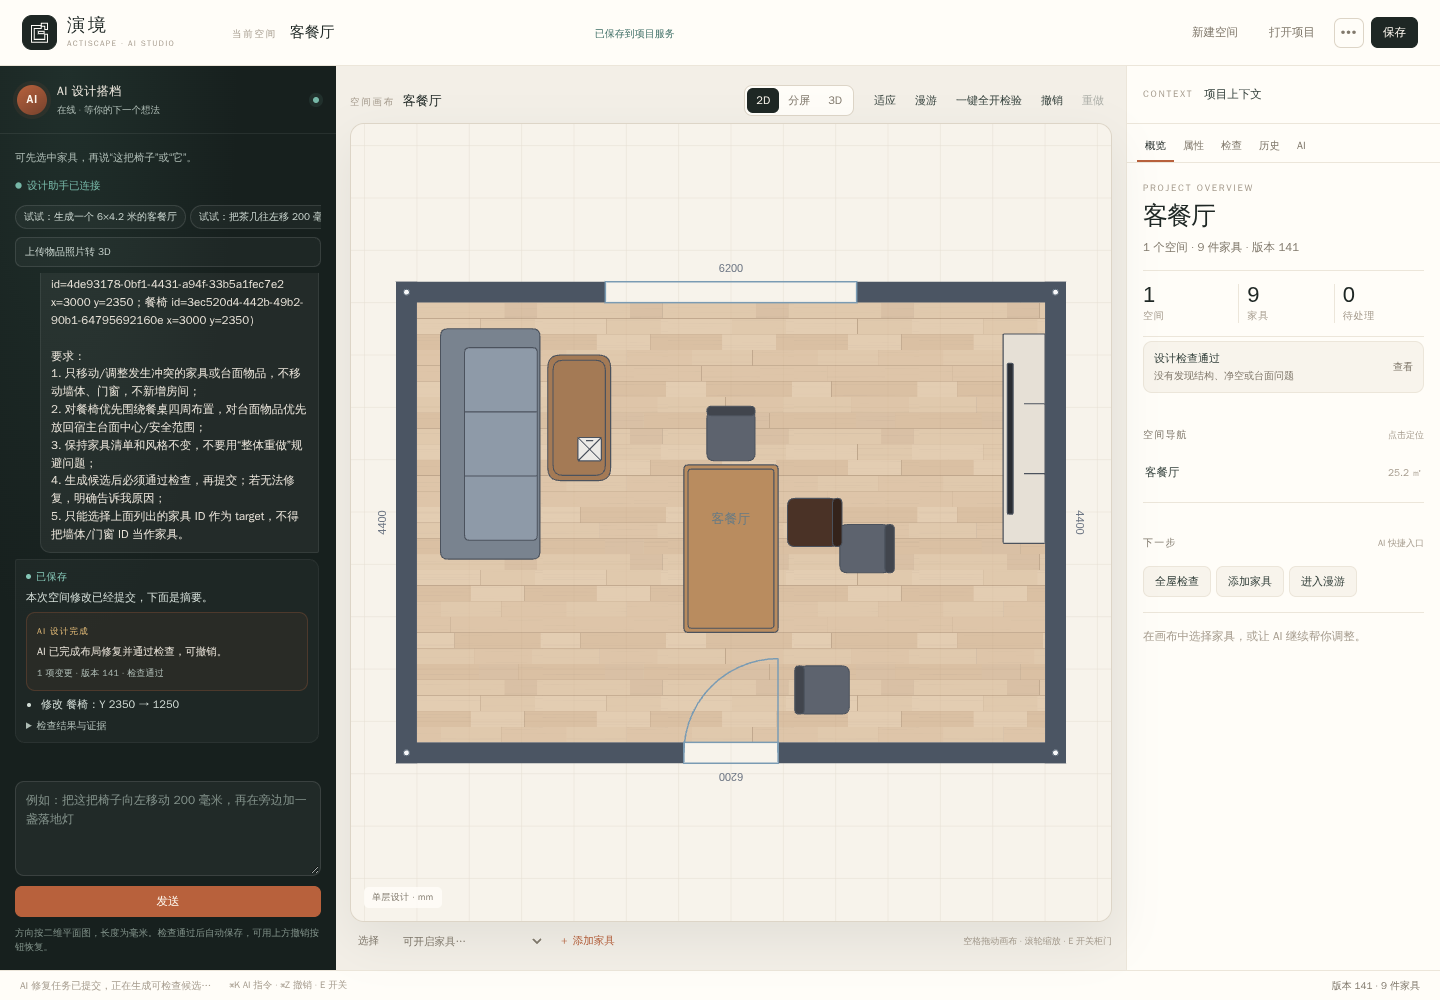 演境
ACTISCAPE · AI STUDIO
当前空间 客餐厅
已保存到项目服务
新建空间
打开项目
•••
保存
AI
AI 设计搭档
在线 · 等你的下一个想法
可先选中家具，再说“这把椅子”或“它”。
设计助手已连接
试试：生成一个 6×4.2 米的客餐厅
试试：把茶几往左移 200 毫
上传物品照片转 3D
id=4de93178-0bf1-4431-a94f-33b5a1fec7e2
x=3000 y=2350；餐椅 id=3ec520d4-442b-49b2-
90b1-64795692160e x=3000 y=2350）
要求：
1. 只移动/调整发生冲突的家具或台面物品，不移
动墙体、门窗，不新增房间；
2. 对餐椅优先围绕餐桌四周布置，对台面物品优先
放回宿主台面中心/安全范围；
3. 保持家具清单和风格不变，不要用“整体重做”规
避问题；
4. 生成候选后必须通过检查，再提交；若无法修
复，明确告诉我原因；
5. 只能选择上面列出的家具 ID 作为 target，不得
把墙体/门窗 ID 当作家具。
已保存
本次空间修改已经提交，下面是摘要。
AI 设计完成
AI 已完成布局修复并通过检查，可撤销。
1 项变更 · 版本 141 · 检查通过
修改 餐椅：Y 2350 → 1250
检查结果与证据
例如：把这把椅子向左移动 200 毫米，再在旁边加一
盏落地灯
发送
方向按二维平面图，长度为毫米。检查通过后自动保存，可用上方撤销按
钮恢复。
空间画布 客餐厅
2D
分屏
3D
适应
漫游
一键全开检验
撤销
重做
6200
4400
客餐厅
4400
6200
单层设计 · mm
选择
可开启家具…
+ 添加家具
空格拖动画布 · 滚轮缩放 · E 开关柜门
CONTEXT 项目上下文
概览
属性
检查
历史
AI
PROJECT OVERVIEW
客餐厅
1 个空间 · 9 件家具 · 版本 141
1
空间
9
家具
0
待处理
设计检查通过
没有发现结构、净空或台面问题
查看
空间导航
点击定位
客餐厅
25.2 ㎡
下一步
AI 快捷入口
全屋检查
添加家具
进入漫游
在画布中选择家具，或让 AI 继续帮你调整。
AI 修复任务已提交，正在生成可检查候选…
⌘K AI 指令 · ⌘Z 撤销 · E 开关
版本 141 · 9 件家具